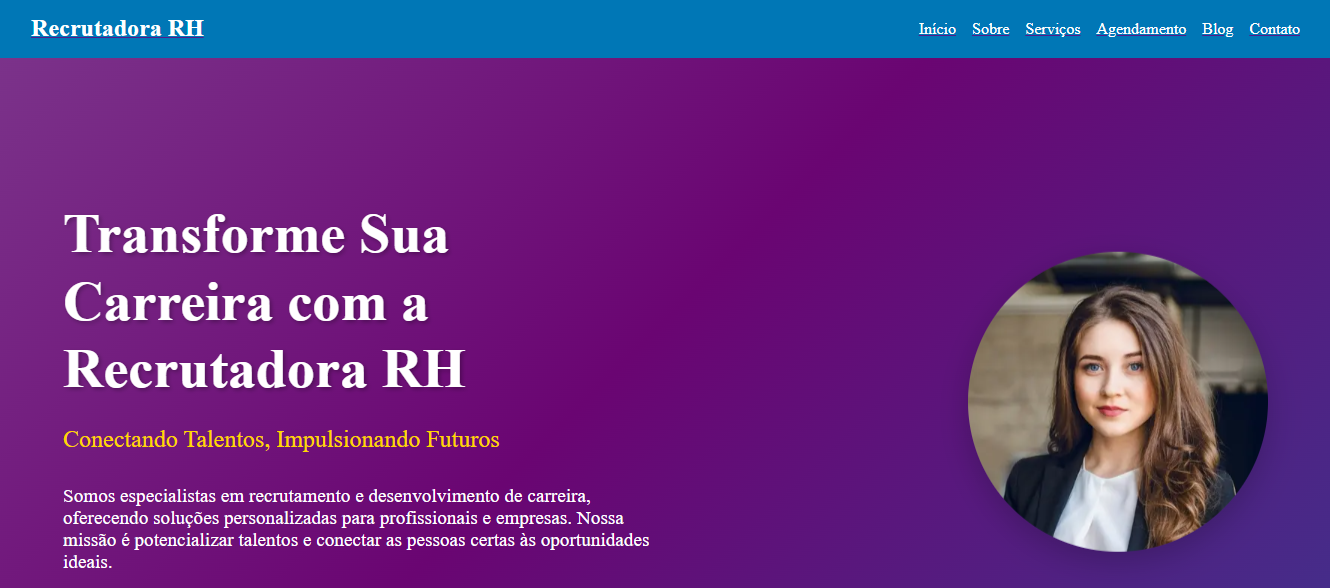 Recrutadora RH
Início Sobre Serviços Agendamento Blog Contato
Transforme Sua
Carreira com a
Recrutadora RH
Conectando Talentos, Impulsionando Futuros
Somos especialistas em recrutamento e desenvolvimento de carreira,
oferecendo soluções personalizadas para profissionais e empresas. Nossa
missão é potencializar talentos e conectar as pessoas certas às oportunidades
ideais.